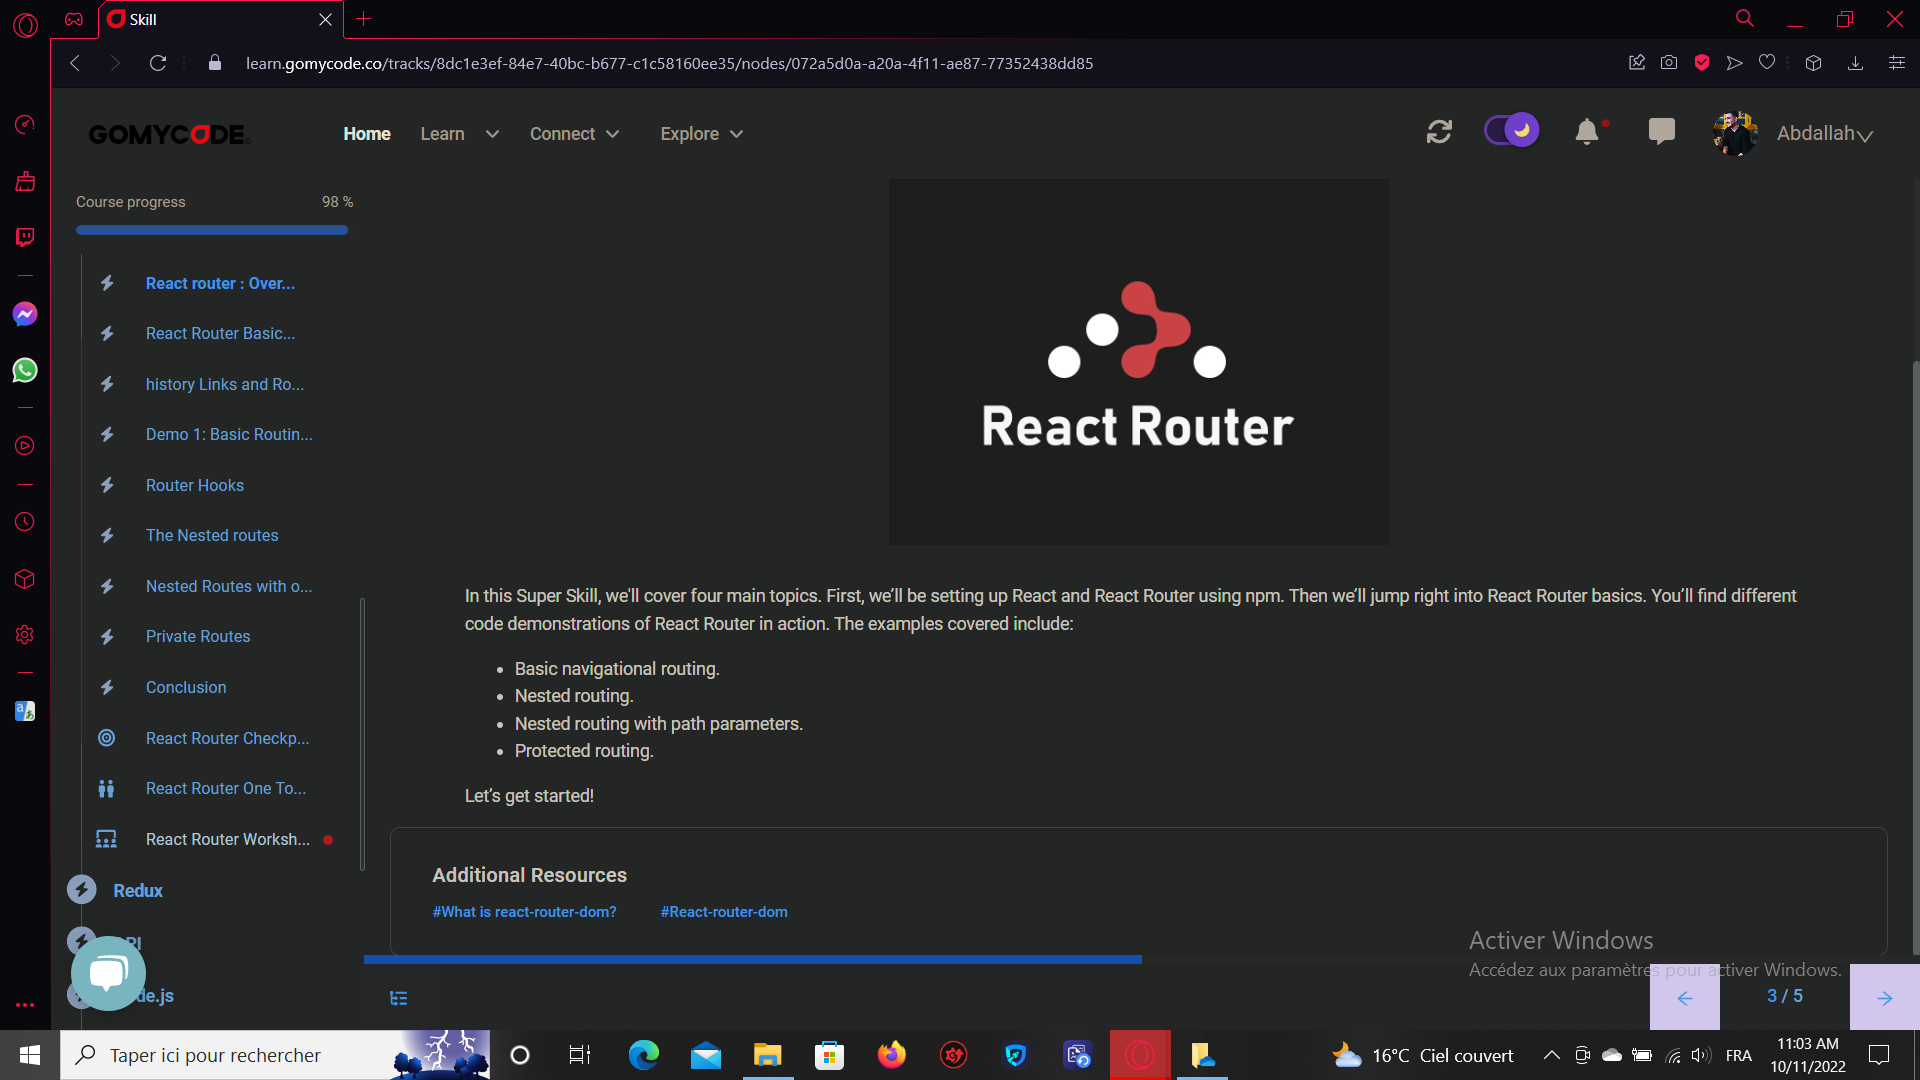 Skill
learn.gomycode.co/tracks/8dc1e3ef-84e7-40bc-b677-c1c58160ee35/nodes/072a5d0a-a20a-4f11-ae87-77352438dd85
GOMYCODE
Home Learn Connect Explore
Abdallah
Course progress 98 %
React router : Over...
React Router Basic...
history Links and Ro...
Demo 1: Basic Routin...
Router Hooks
The Nested routes
Nested Routes with o...
Private Routes
Conclusion
React Router Checkp...
React Router One To...
React Router Worksh...
Redux
PI
de.js
React Router
In this Super Skill, we'll cover four main topics. First, we’ll be setting up React and React Router using npm. Then we’ll jump right into React Router basics. You’ll find different
code demonstrations of React Router in action. The examples covered include:
Basic navigational routing.
Nested routing.
Nested routing with path parameters.
Protected routing.
Let’s get started!
Additional Resources
#What is react-router-dom? #React-router-dom
Activer Windows
Accédez aux paramètres pour activer Windows.
3 / 5
Taper ici pour rechercher
16°C Ciel couvert
FRA
11:03 AM
10/11/2022